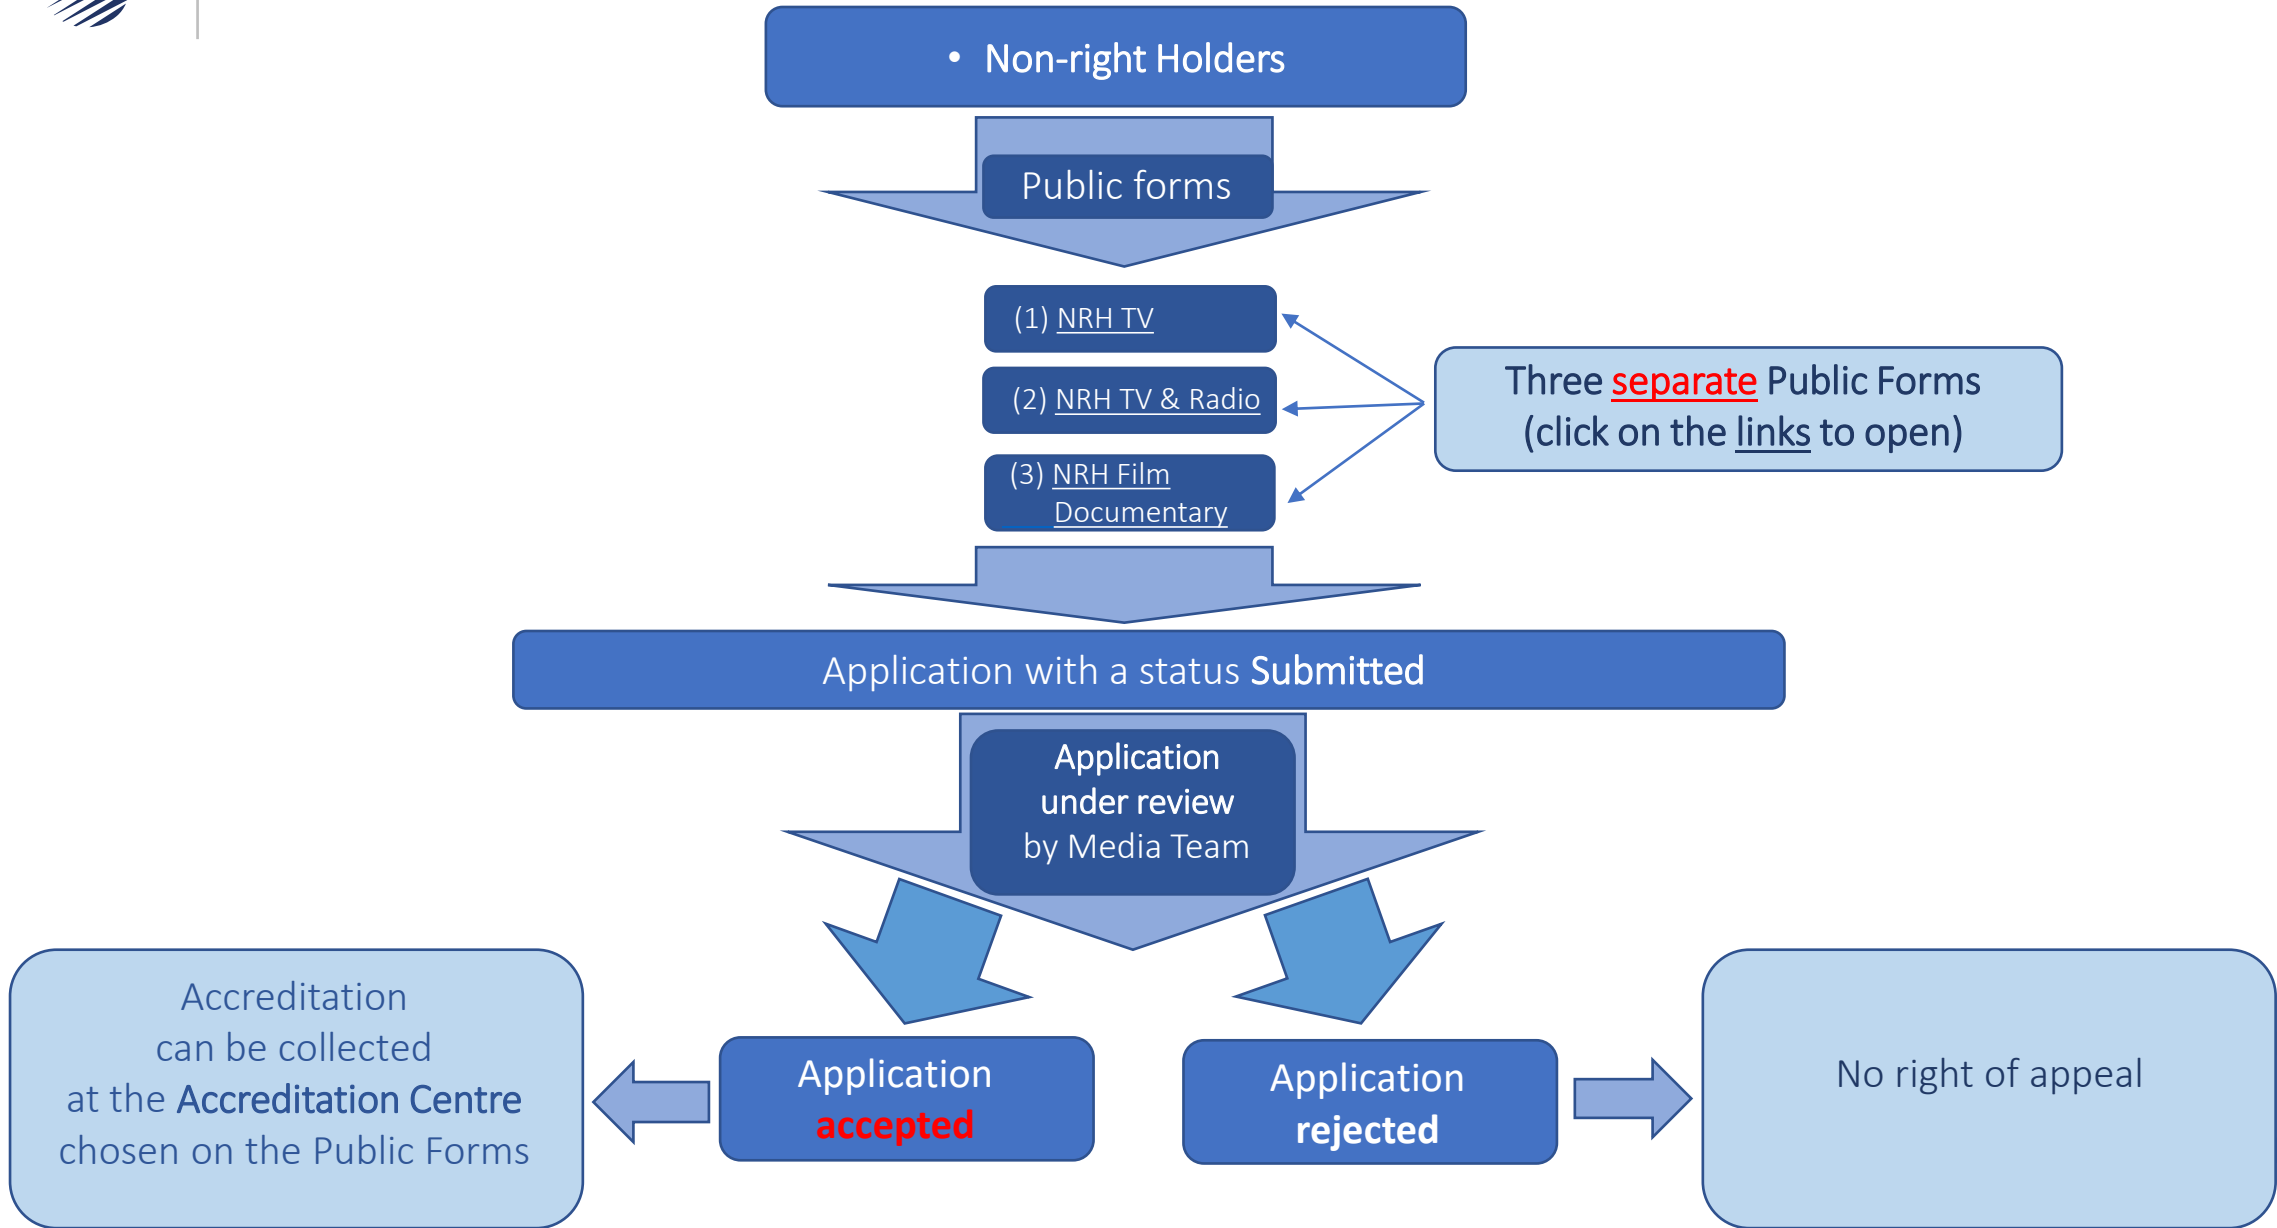 • Non-right Holders
Public forms
(1) NRH TV
(2) NRH TV & Radio
(3) NRH Film
Documentary
Three separate Public Forms
(click on the links to open)
Application with a status Submitted
Application
under review
by Media Team
Accreditation
can be collected
at the Accreditation Centre
chosen on the Public Forms
Application
accepted
Application
rejected
No right of appeal